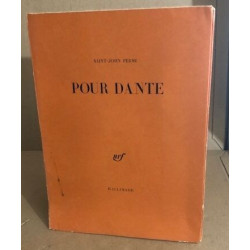 SAINT-JOHN PERSE
POUR DANTE
nrf
GALLIMARD